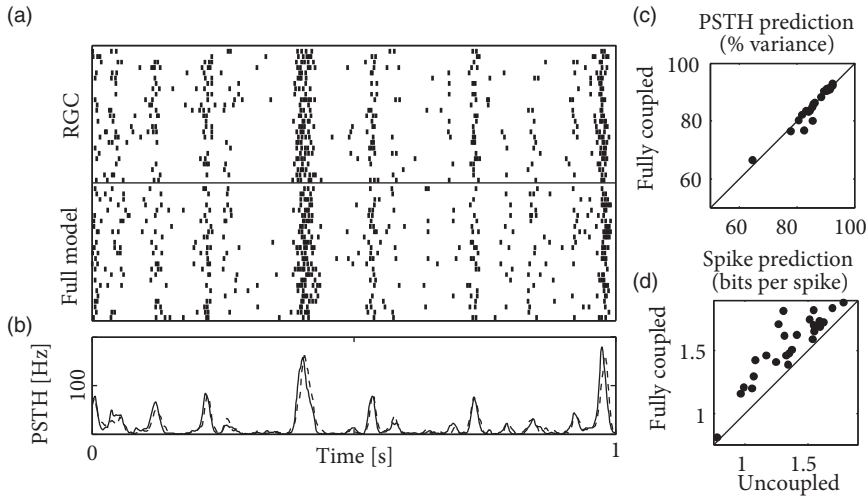 (a)
RGC
Full model
(b)
PSTH [Hz]
100
0
Time [s]
1
(c)
PSTH prediction
(% variance)
Fully coupled
100
80
60
60
80
100
(d)
Spike prediction
(bits per spike)
Fully coupled
1.5
1
1
1.5
Uncoupled